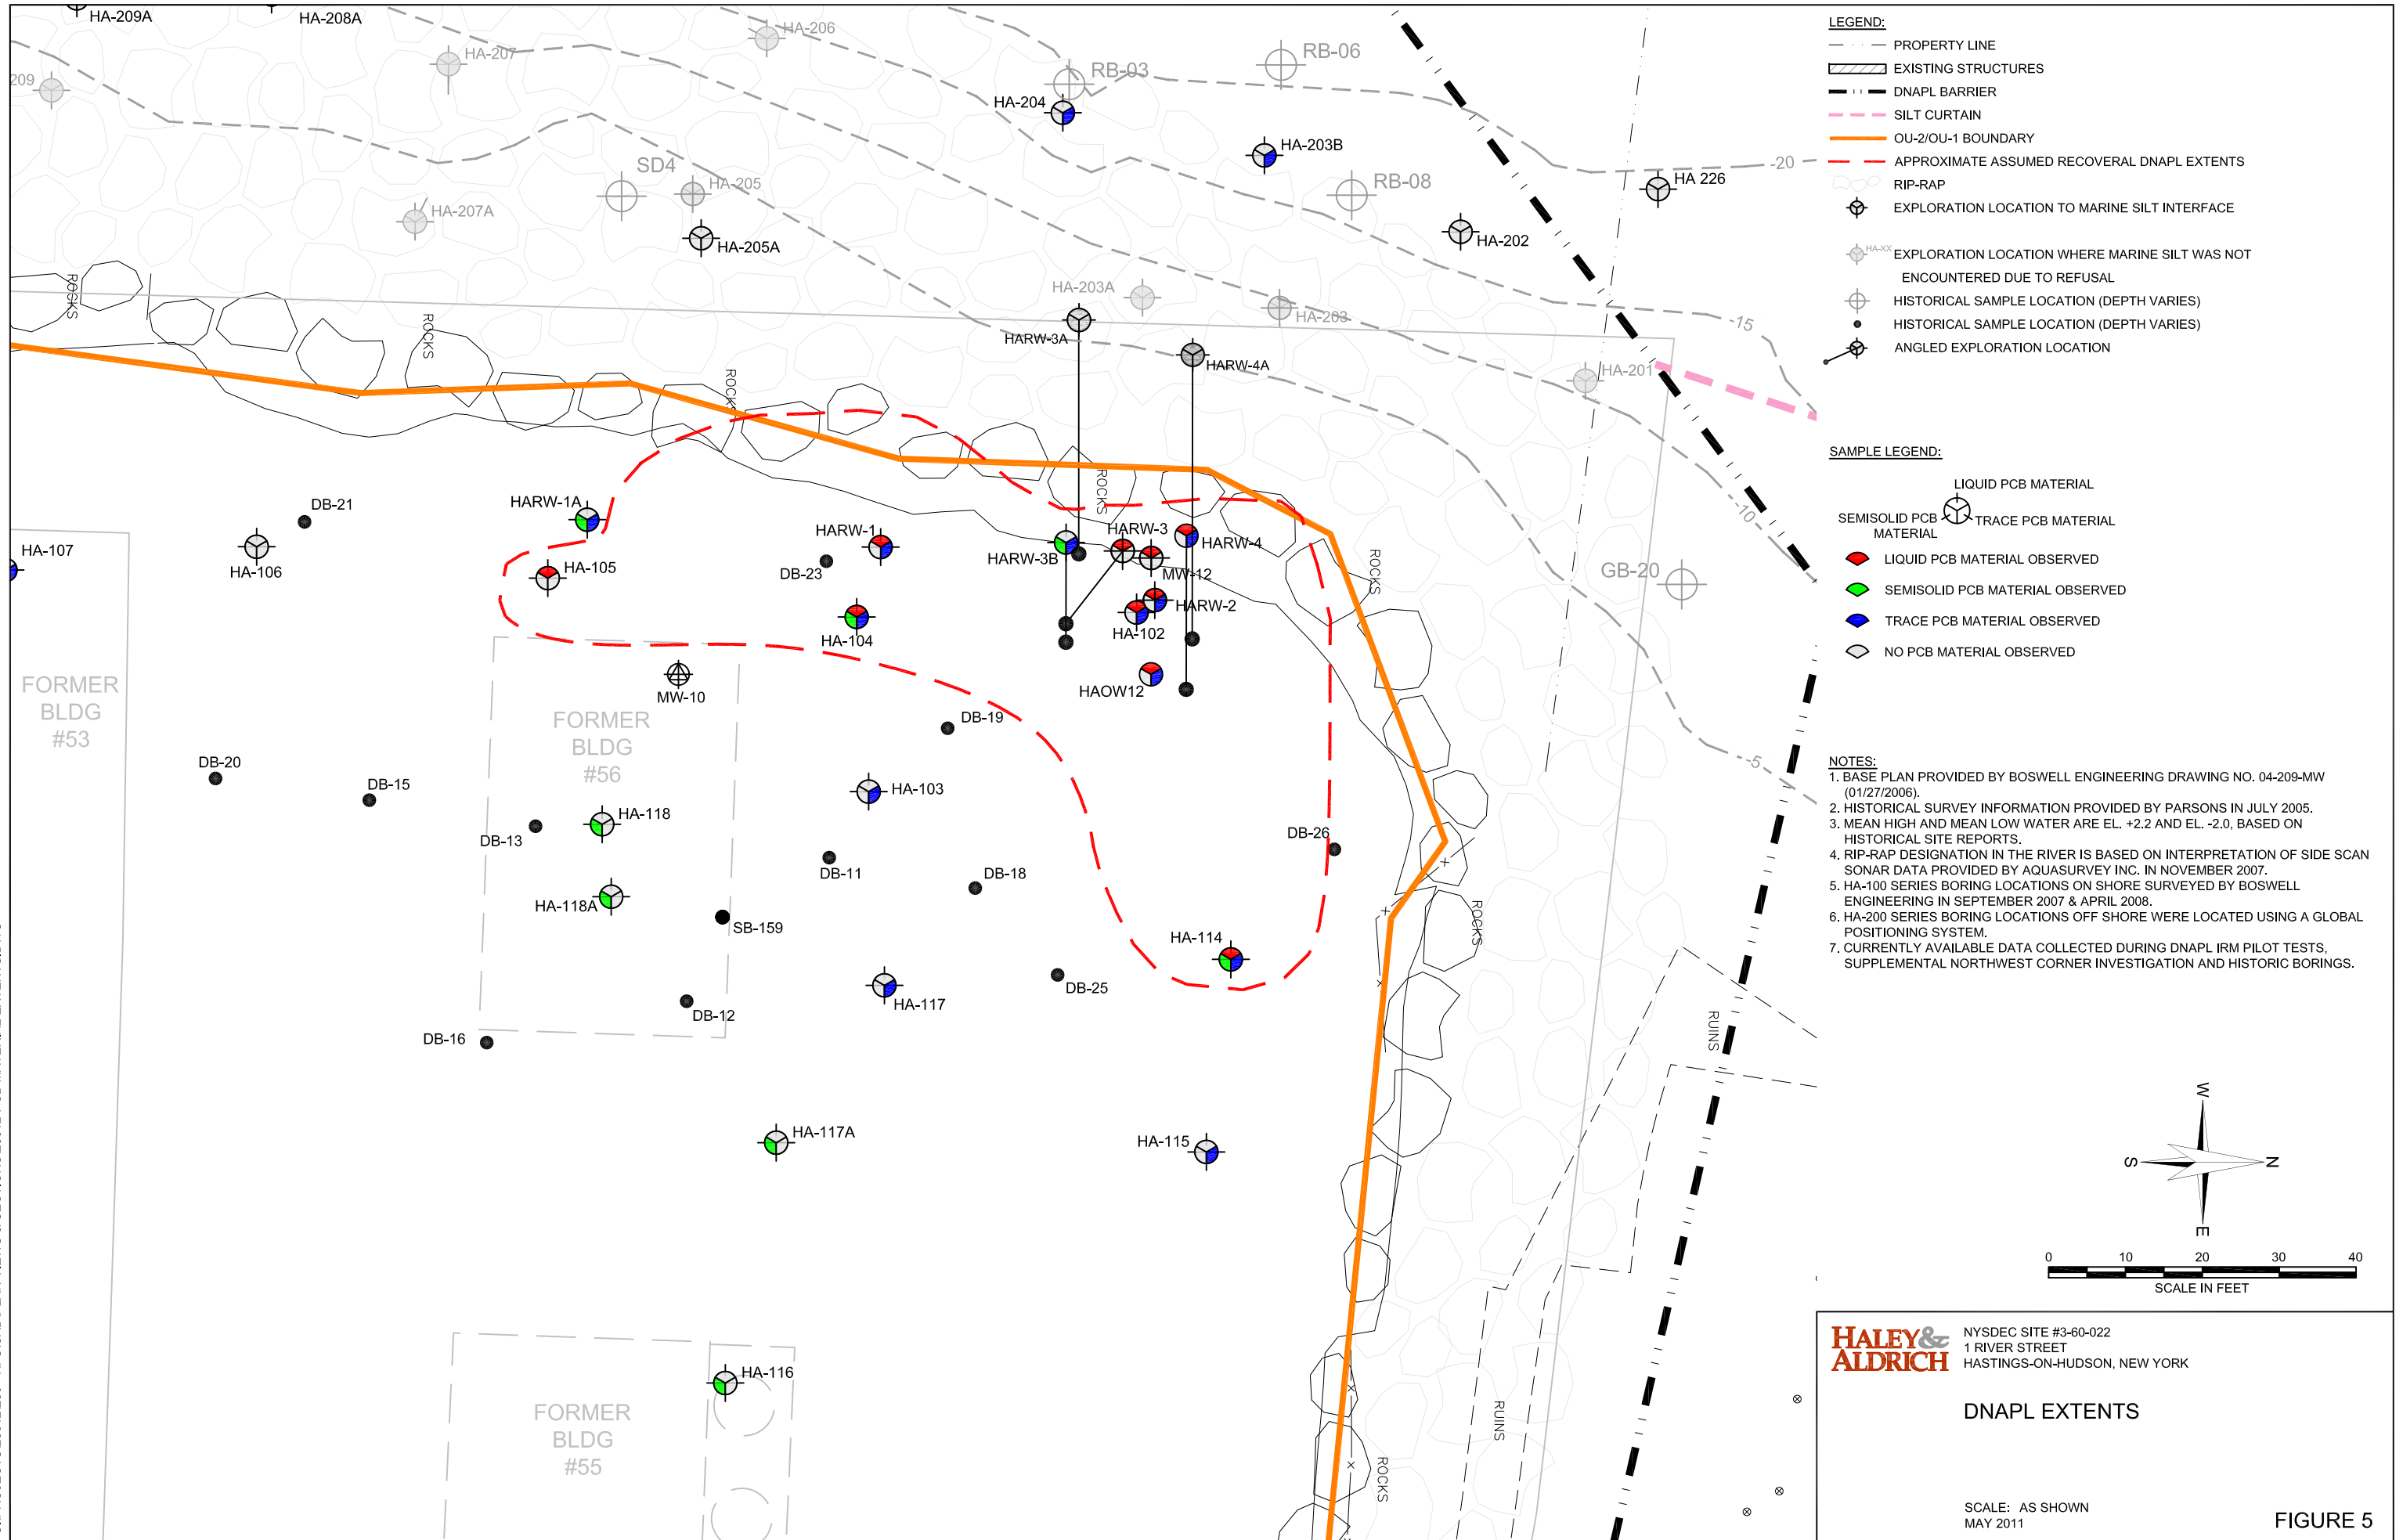 HA-209A
HA-208A
HA-206
HA-207
209
RB-03
RB-06
HA-204
HA-203B
SD4
HA-205
RB-08
HA 226
-20
HA-207A
HA-205A
HA-202
ROCKS
ROCKS
HA-203A
HA-203
HARW-3A
-15
HARW-4A
HA-201
ROCKS
DB-21
HARW-1A
HARW-1
ROCKS
HARW-3
HARW-4
-10
HA-107
HA-106
HA-105
DB-23
HARW-3B
MW-12
ROCKS
GB-20
HARW-2
HA-104
HA-102
FORMER
BLDG
#53
MW-10
HAOW12
FORMER
BLDG
#56
DB-19
-5
DB-20
DB-15
HA-103
HA-118
DB-13
DB-26
DB-11
DB-18
HA-118A
SB-159
ROCKS
HA-114
DB-25
HA-117
DB-12
DB-16
RUINS
HA-117A
HA-115
HA-116
FORMER
BLDG
#55
RUINS
ROCKS
LEGEND:
PROPERTY LINE
EXISTING STRUCTURES
DNAPL BARRIER
SILT CURTAIN
OU-2/OU-1 BOUNDARY
APPROXIMATE ASSUMED RECOVERAL DNAPL EXTENTS
RIP-RAP
EXPLORATION LOCATION TO MARINE SILT INTERFACE
HA-XX
EXPLORATION LOCATION WHERE MARINE SILT WAS NOT
ENCOUNTERED DUE TO REFUSAL
HISTORICAL SAMPLE LOCATION (DEPTH VARIES)
HISTORICAL SAMPLE LOCATION (DEPTH VARIES)
ANGLED EXPLORATION LOCATION
SAMPLE LEGEND:
LIQUID PCB MATERIAL
SEMISOLID PCB
MATERIAL
TRACE PCB MATERIAL
LIQUID PCB MATERIAL OBSERVED
SEMISOLID PCB MATERIAL OBSERVED
TRACE PCB MATERIAL OBSERVED
NO PCB MATERIAL OBSERVED
NOTES:
1. BASE PLAN PROVIDED BY BOSWELL ENGINEERING DRAWING NO. 04-209-MW
(01/27/2006).
2. HISTORICAL SURVEY INFORMATION PROVIDED BY PARSONS IN JULY 2005.
3. MEAN HIGH AND MEAN LOW WATER ARE EL. +2.2 AND EL. -2.0, BASED ON
HISTORICAL SITE REPORTS.
4. RIP-RAP DESIGNATION IN THE RIVER IS BASED ON INTERPRETATION OF SIDE SCAN
SONAR DATA PROVIDED BY AQUASURVEY INC. IN NOVEMBER 2007.
5. HA-100 SERIES BORING LOCATIONS ON SHORE SURVEYED BY BOSWELL
ENGINEERING IN SEPTEMBER 2007 & APRIL 2008.
6. HA-200 SERIES BORING LOCATIONS OFF SHORE WERE LOCATED USING A GLOBAL
POSITIONING SYSTEM.
7. CURRENTLY AVAILABLE DATA COLLECTED DURING DNAPL IRM PILOT TESTS,
SUPPLEMENTAL NORTHWEST CORNER INVESTIGATION AND HISTORIC BORINGS.
W
S
N
E
0 10 20 30 40
SCALE IN FEET
HALEY&
ALDRICH
NYSDEC SITE #3-60-022
1 RIVER STREET
HASTINGS-ON-HUDSON, NEW YORK
DNAPL EXTENTS
SCALE: AS SHOWN
MAY 2011
FIGURE 5